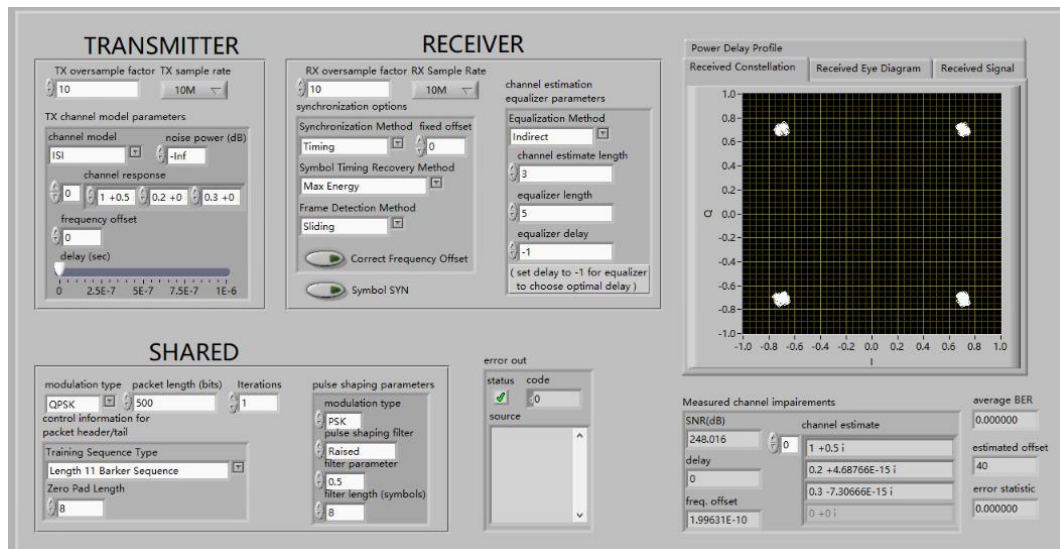 TRANSMITTER
TX oversample factor TX sample rate
10 10M
TX channel model parameters
channel model noise power (dB)
ISI -Inf
channel response
0 1 +0.5 0.2 +0 0.3 +0
frequency offset
0
delay (sec)
0 2.5E-7 5E-7 7.5E-7 1E-6
RECEIVER
RX oversample factor RX Sample Rate
10 10M
synchronization options
Synchronization Method fixed offset
Timing 0
Symbol Timing Recovery Method
Max Energy
Frame Detection Method
Sliding
Correct Frequency Offset
Symbol SYN
channel estimation
equalizer parameters
Equalization Method
Indirect
channel estimate length
3
equalizer length
5
equalizer delay
-1
( set delay to -1 for equalizer
to choose optimal delay )
Power Delay Profile
Received Constellation Received Eye Diagram Received Signal
1.0
0.8
0.6
0.4
0.2
Q 0.0
-0.2
-0.4
-0.6
-0.8
-1.0
-1.0 -0.8 -0.6 -0.4 -0.2 0.0 0.2 0.4 0.6 0.8 1.0
I
SHARED
modulation type packet length (bits) Iterations
QPSK 500 1
control information for
packet header/tail
Training Sequence Type
Length 11 Barker Sequence
Zero Pad Length
8
pulse shaping parameters
modulation type
PSK
pulse shaping filter
Raised
filter parameter
0.5
filter length (symbols)
8
error out
status code
0
source
Measured channel impairements
SNR(dB)
248.016
delay
0
freq. offset
1.99631E-10
channel estimate
0 1 +0.5 i
0.2 +4.68766E-15 i
0.3 -7.30666E-15 i
0 +0 i
average BER
0.000000
estimated offset
40
error statistic
0.000000